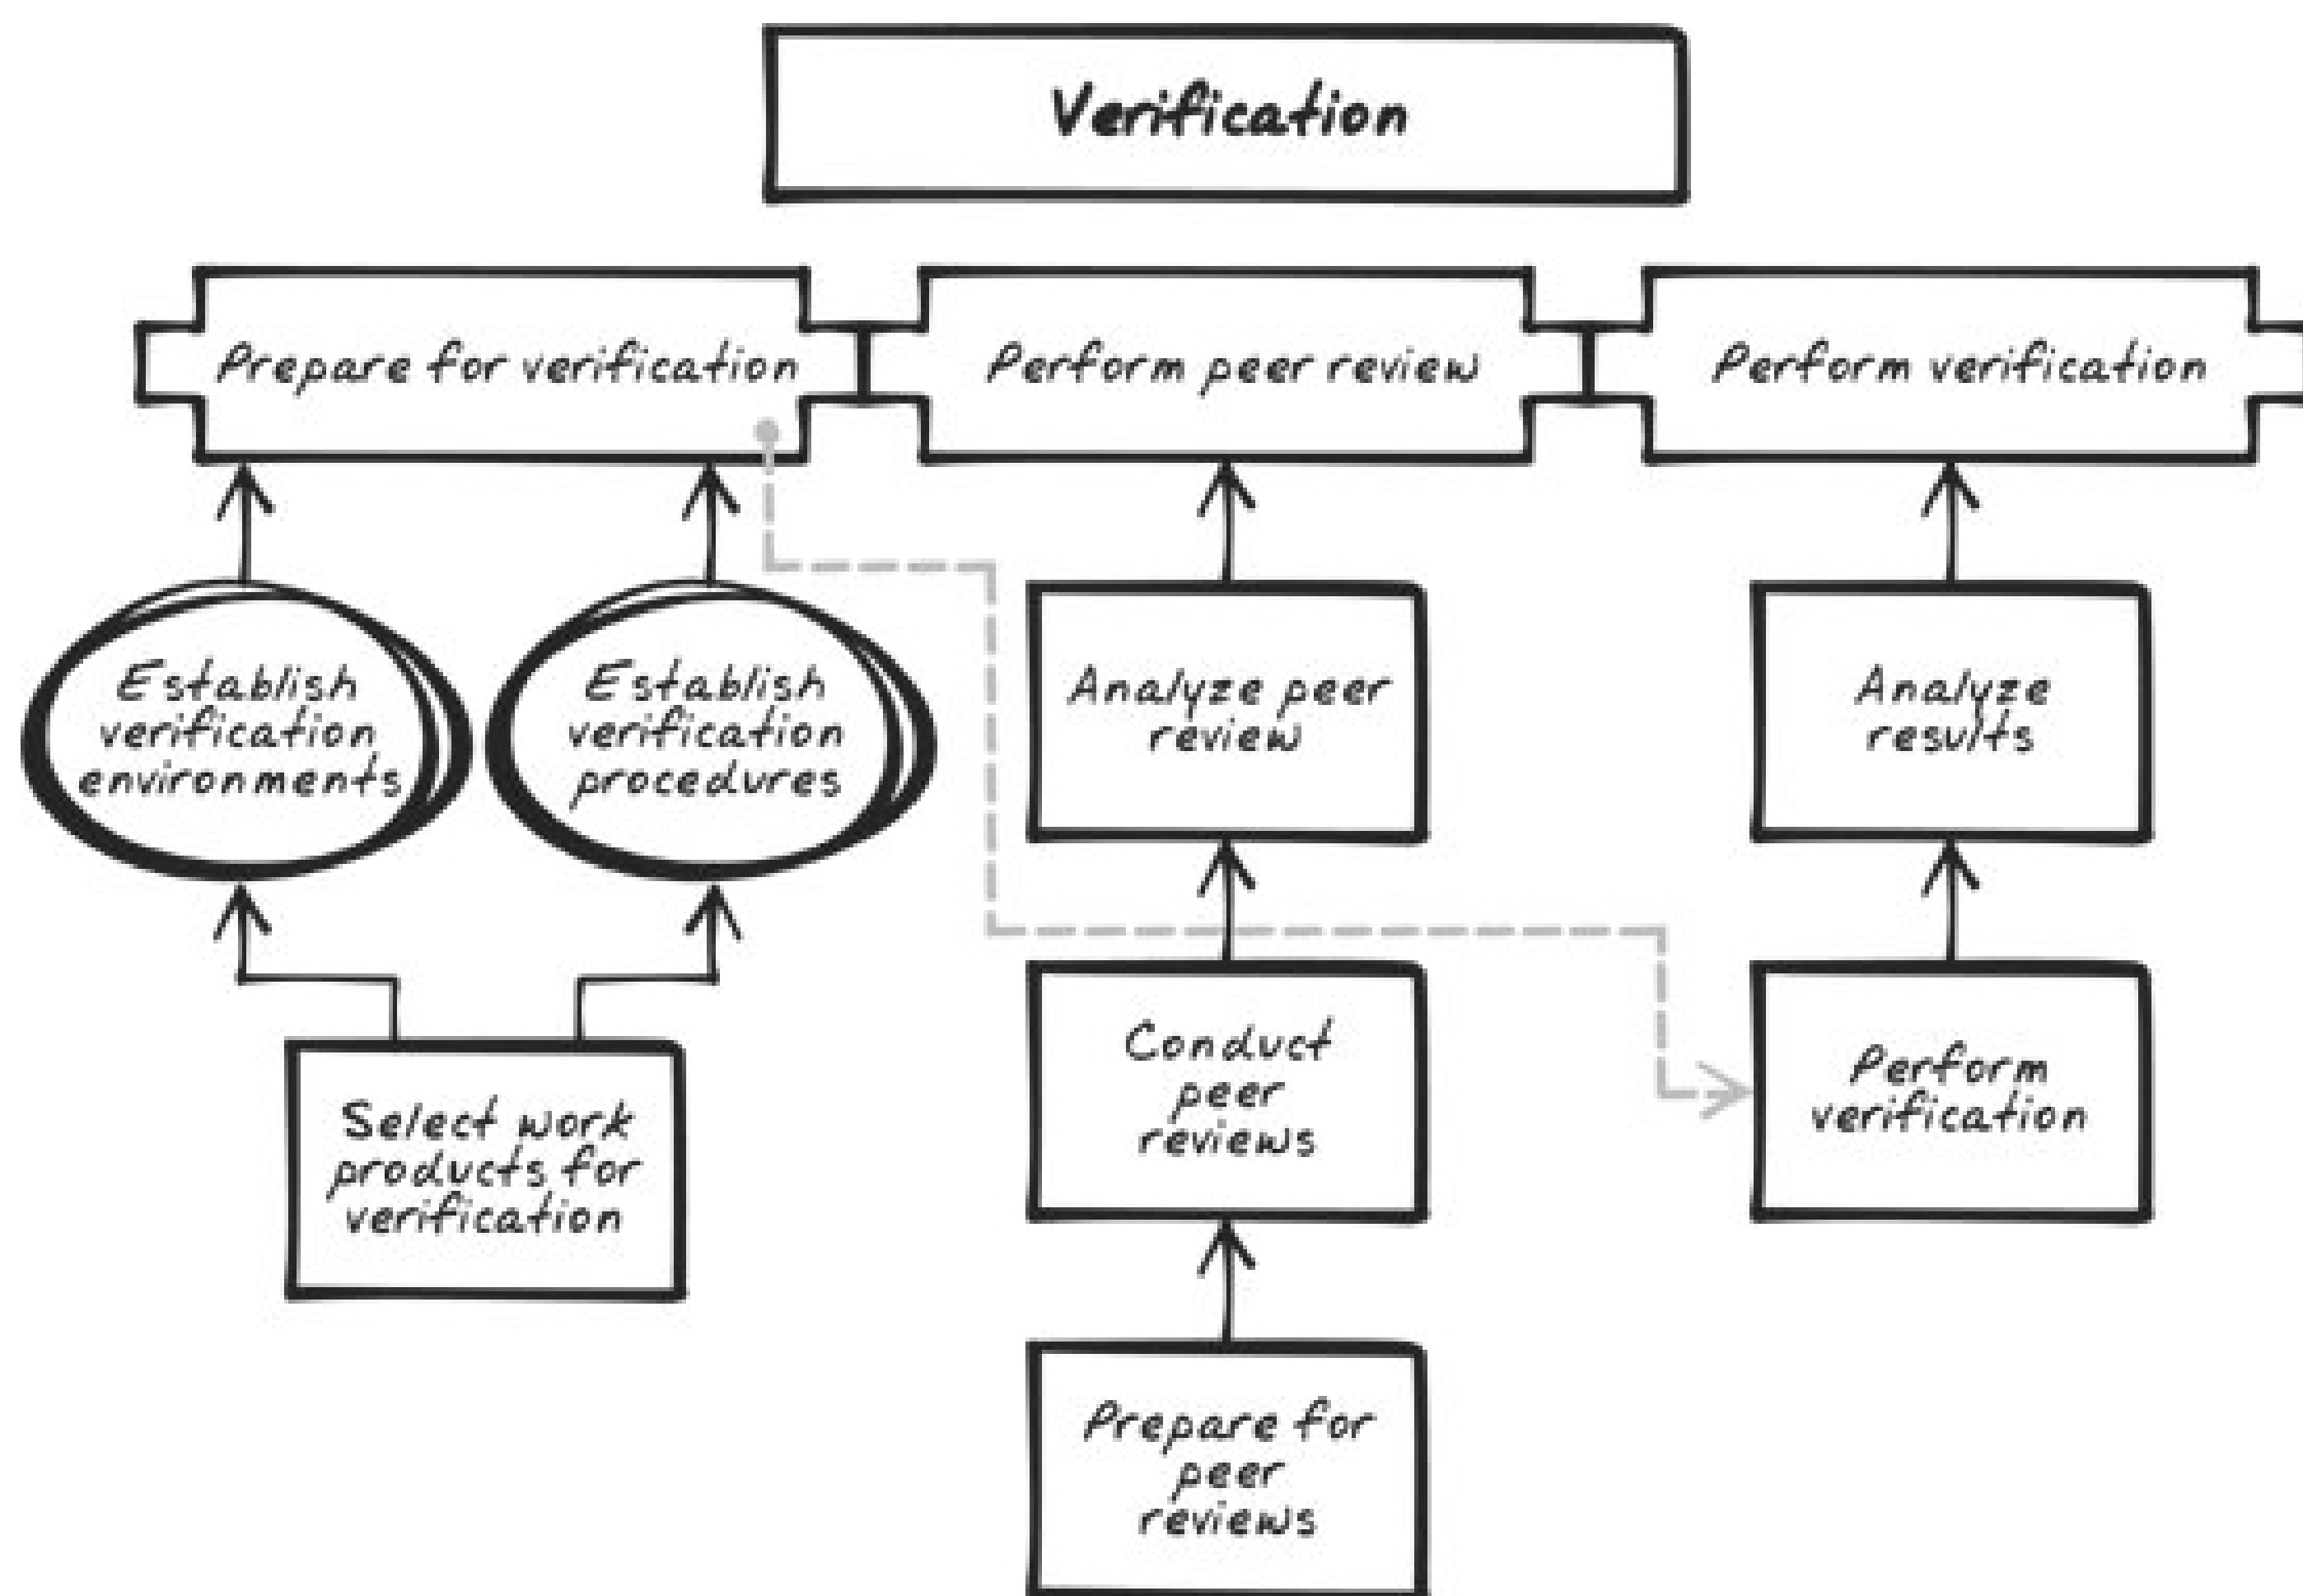 Verification
Prepare for verification
Perform peer review
Perform verification
Establish
verification
environments
Establish
verification
procedures
Analyze peer
review
Analyze
results
Conduct
peer
reviews
Perform
verification
Select work
products for
verification
Prepare for
peer
reviews